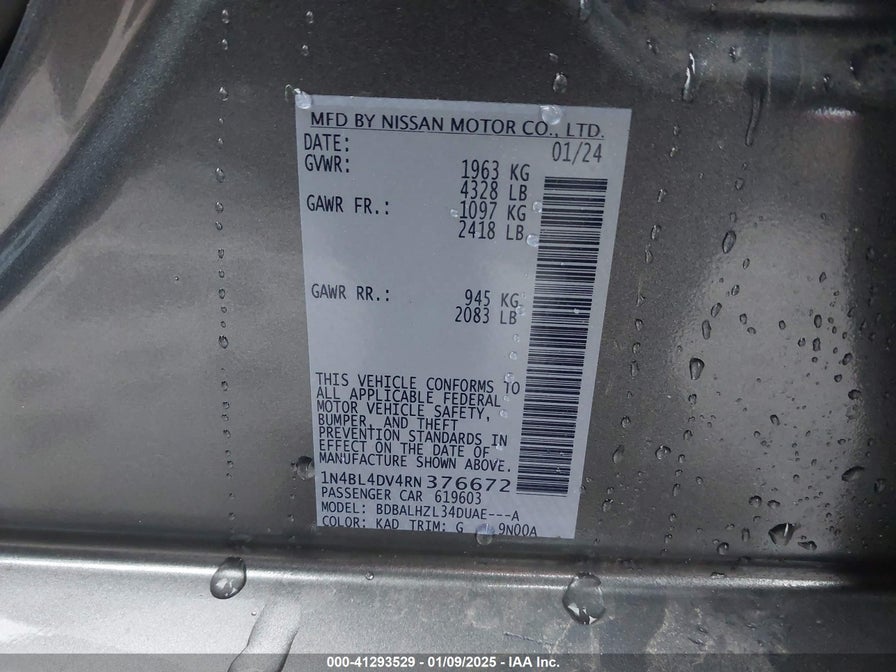 MFD BY NISSAN MOTOR CO., LTD.
DATE: 01/24
GVWR: 1963 KG
4328 LB
GAWR FR.: 1097 KG
2418 LB
GAWR RR.: 945 KG
2083 LB
THIS VEHICLE CONFORMS TO
ALL APPLICABLE FEDERAL
MOTOR VEHICLE SAFETY,
BUMPER, AND THEFT
PREVENTION STANDARDS IN
EFFECT ON THE DATE OF
MANUFACTURE SHOWN ABOVE.
1N4BL4DV4RN376672
PASSENGER CAR 619603
MODEL: BDBALHZL34DUAE---A
COLOR: KAD TRIM: G 9N00A
000-41293529 - 01/09/2025 - IAA Inc.